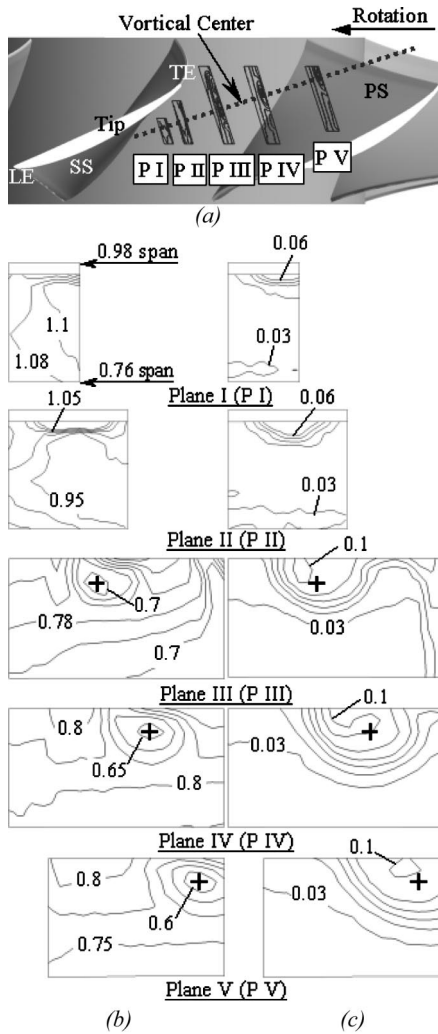 Vortical Center
Rotation
TE
PS
Tip
SS
LE
P I
P II
P III
P IV
P V
(a)
0.98 span
0.06
1.1
1.08
0.03
0.76 span
Plane I (P I)
1.05
0.06
0.95
0.03
Plane II (P II)
0.1
0.78
0.7
0.03
0.7
Plane III (P III)
0.8
0.1
0.65
0.8
0.03
Plane IV (P IV)
0.8
0.1
0.03
0.6
0.75
Plane V (P V)
(b)
(c)